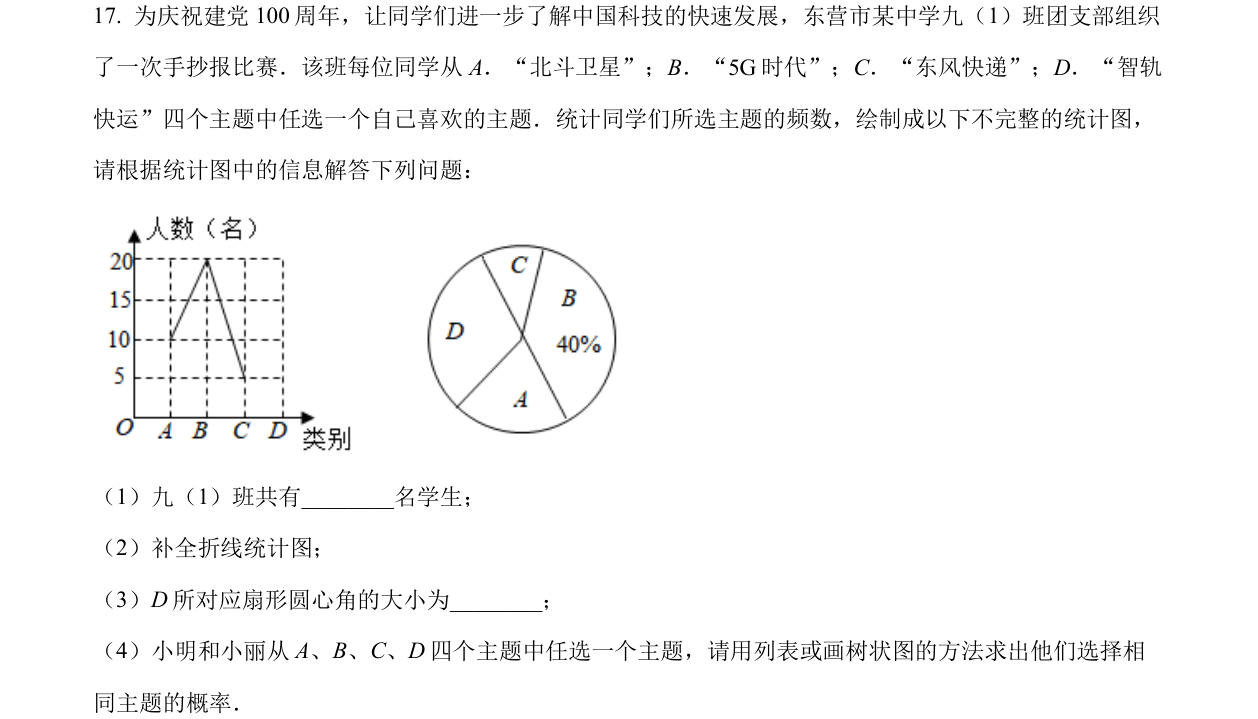 17. 为庆祝建党 100 周年，让同学们进一步了解中国科技的快速发展，东营市某中学九（1）班团支部组织
了一次手抄报比赛．该班每位同学从 A．“北斗卫星”；B．“5G 时代”；C．“东风快递”；D．“智轨
快运”四个主题中任选一个自己喜欢的主题．统计同学们所选主题的频数，绘制成以下不完整的统计图，
请根据统计图中的信息解答下列问题：
人数（名）
20
15
10
5
O A B C D 类别
C
B
D
40%
A
（1）九（1）班共有________名学生；
（2）补全折线统计图；
（3）D 所对应扇形圆心角的大小为________；
（4）小明和小丽从 A、B、C、D 四个主题中任选一个主题，请用列表或画树状图的方法求出他们选择相
同主题的概率．